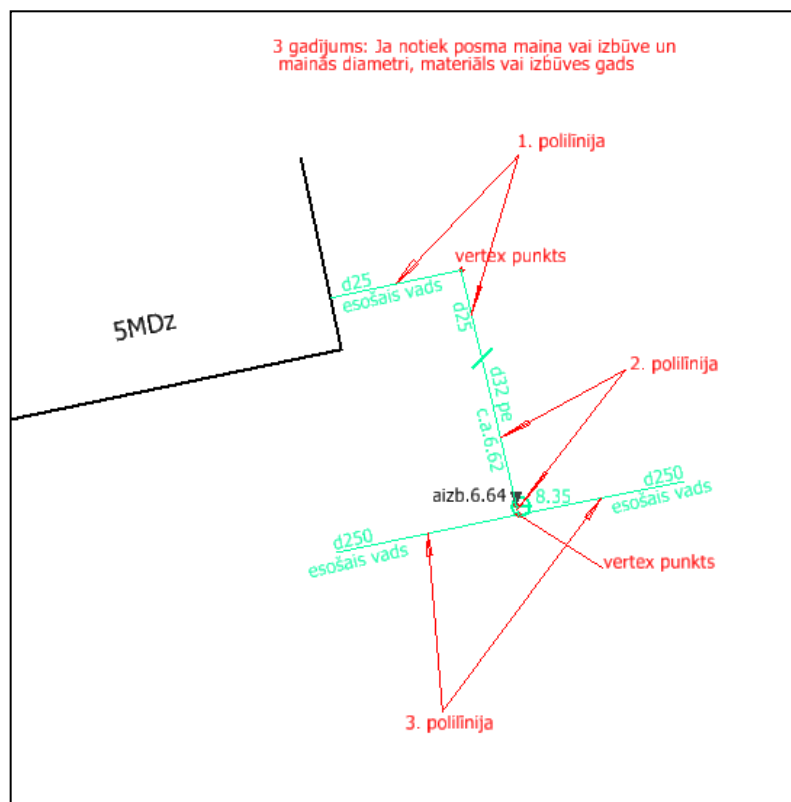 3 gadījums: Ja notiek posma maiņa vai izbūve un
mainās diametri, materiāls vai izbūves gads
1. polilīnija
vertex punkts
d25
esošais vads
d25
5MDz
2. polilīnija
d32 pe
c.a.6.62
aizb.6.64
8.35
d250
esošais vads
d250
esošais vads
vertex punkts
3. polilīnija